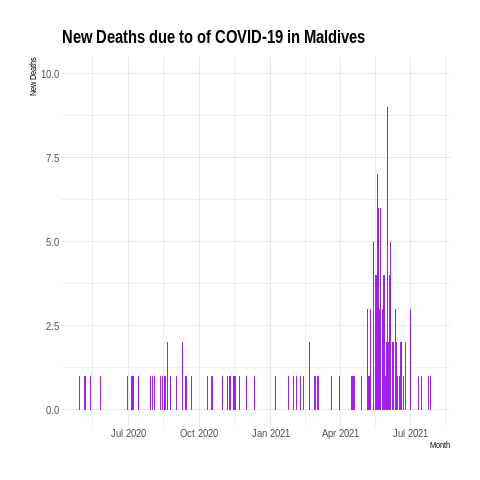 New Deaths due to of COVID-19 in Maldives
New Deaths
10.0
7.5
5.0
2.5
0.0
Jul 2020 Oct 2020 Jan 2021 Apr 2021 Jul 2021
Month